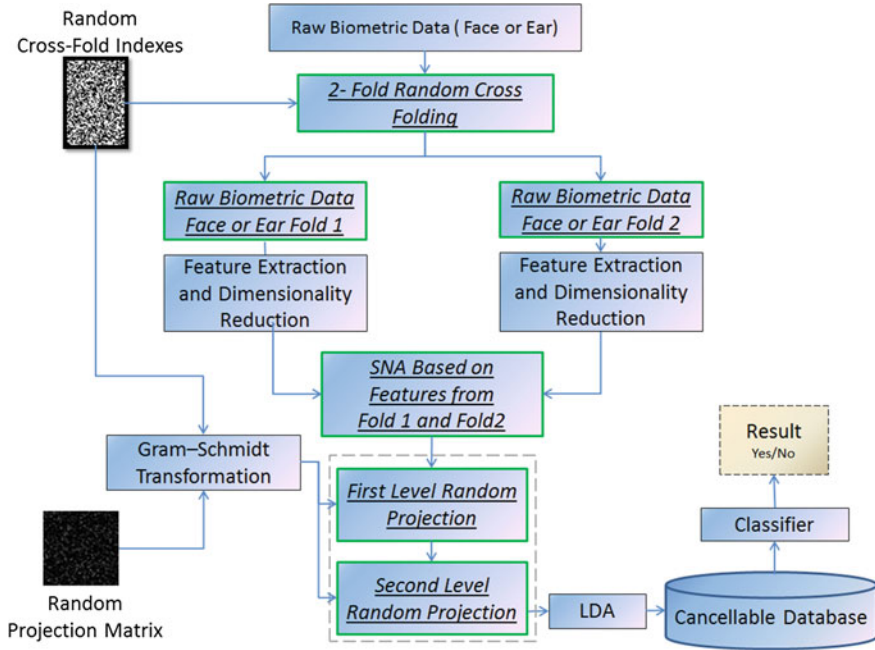 Random
Cross-Fold Indexes
Raw Biometric Data ( Face or Ear)
2- Fold Random Cross
Folding
Raw Biometric Data
Face or Ear Fold 1
Raw Biometric Data
Face or Ear Fold 2
Feature Extraction
and Dimensionality
Reduction
Feature Extraction
and Dimensionality
Reduction
SNA Based on
Features from
Fold 1 and Fold2
Gram–Schmidt
Transformation
First Level Random
Projection
Second Level
Random Projection
Random
Projection Matrix
LDA
Cancellable Database
Classifier
Result
Yes/No